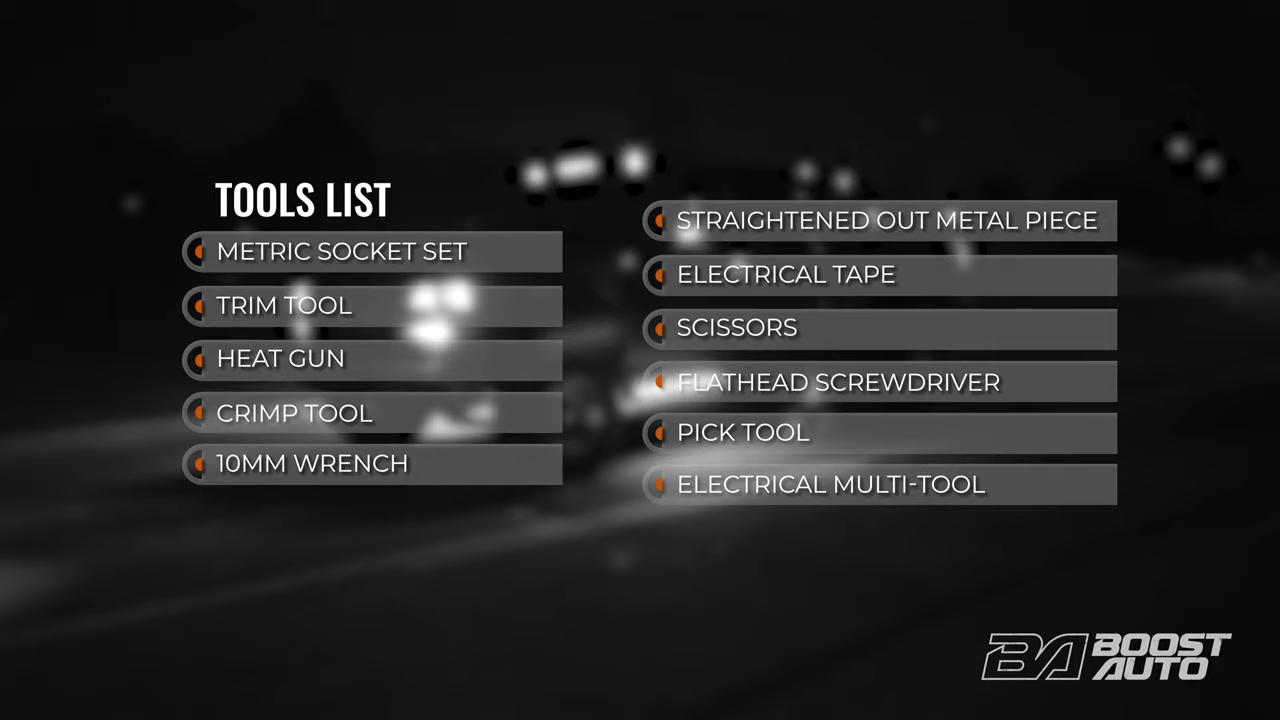 TOOLS LIST
METRIC SOCKET SET
TRIM TOOL
HEAT GUN
CRIMP TOOL
10MM WRENCH
STRAIGHTENED OUT METAL PIECE
ELECTRICAL TAPE
SCISSORS
FLATHEAD SCREWDRIVER
PICK TOOL
ELECTRICAL MULTI-TOOL
BA BOOST
AUTO